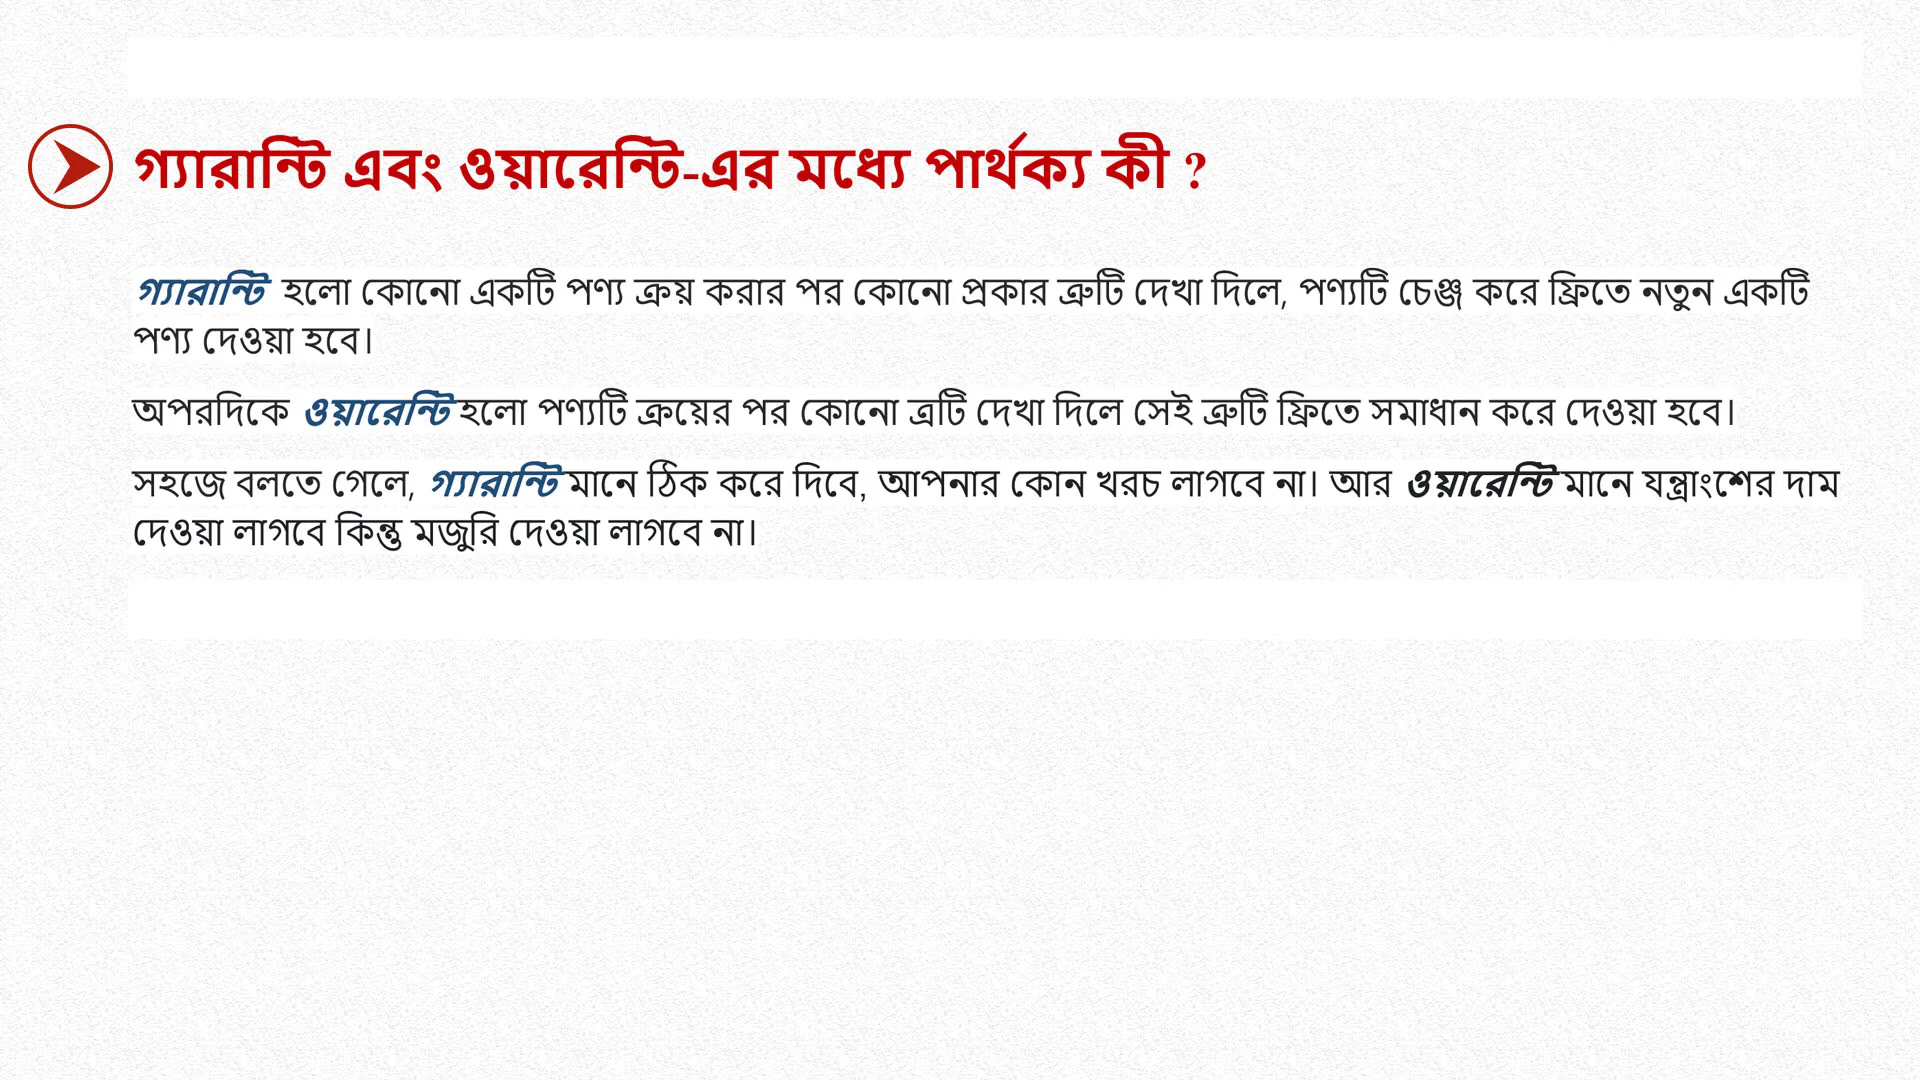 গ্যারান্টি এবং ওয়ারেন্টি-এর মধ্যে পার্থক্য কী ?
গ্যারান্টি হলো কোনো একটি পণ্য ক্রয় করার পর কোনো প্রকার ত্রুটি দেখা দিলে, পণ্যটি চেঞ্জ করে ফ্রিতে নতুন একটি
পণ্য দেওয়া হবে।
অপরদিকে ওয়ারেন্টি হলো পণ্যটি ক্রয়ের পর কোনো ত্রটি দেখা দিলে সেই ত্রুটি ফ্রিতে সমাধান করে দেওয়া হবে।
সহজে বলতে গেলে, গ্যারান্টি মানে ঠিক করে দিবে, আপনার কোন খরচ লাগবে না। আর ওয়ারেন্টি মানে যন্ত্রাংশের দাম
দেওয়া লাগবে কিন্তু মজুরি দেওয়া লাগবে না।